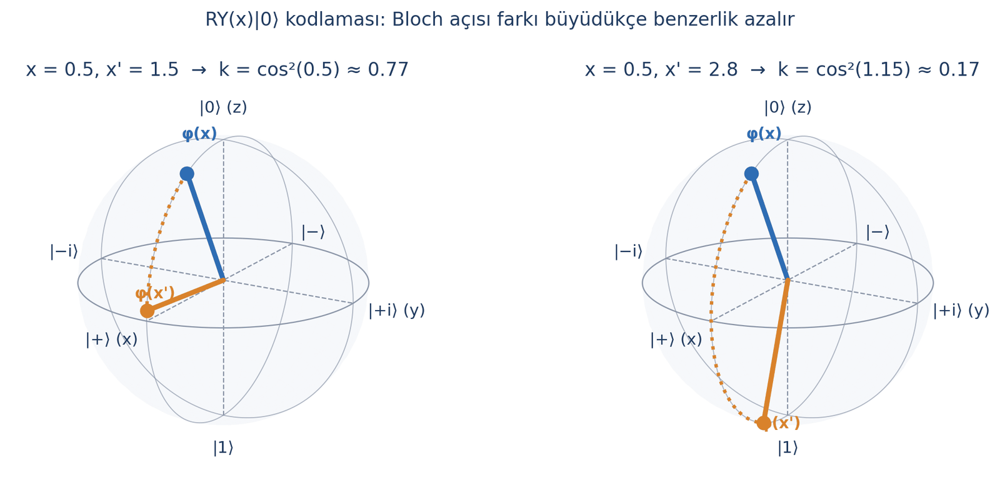 RY(x)|0⟩ kodlaması: Bloch açısı farkı büyüdükçe benzerlik azalır
x = 0.5, x' = 1.5 → k = cos²(0.5) ≈ 0.77
|0⟩ (z)
φ(x)
|−⟩
|−i⟩
φ(x')
|+i⟩ (y)
|+⟩ (x)
|1⟩
x = 0.5, x' = 2.8 → k = cos²(1.15) ≈ 0.17
|0⟩ (z)
φ(x)
|−⟩
|−i⟩
|+i⟩ (y)
|+⟩ (x)
φ(x')
|1⟩